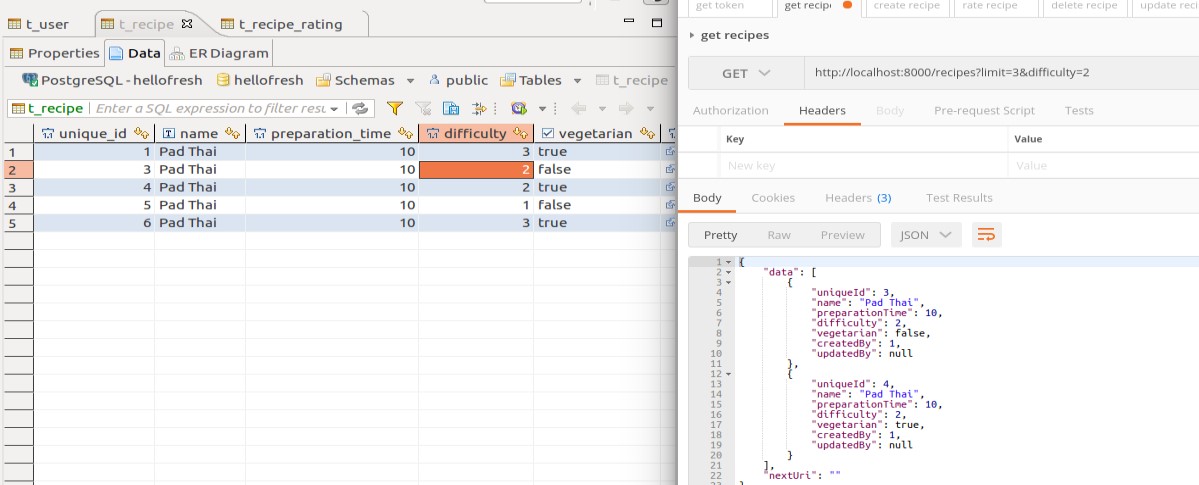 t_user t_recipe t_recipe_rating
Properties Data ER Diagram
PostgreSQL - hellofresh hellofresh Schemas public Tables t_recipe
t_recipe Enter a SQL expression to filter
unique_id name preparation_time difficulty vegetarian
1 1 Pad Thai 10 3 true
2 3 Pad Thai 10 2 false
3 4 Pad Thai 10 2 true
4 5 Pad Thai 10 1 false
5 6 Pad Thai 10 3 true
get token get recipe create recipe rate recipe delete recipe update reci
get recipes
GET http://localhost:8000/recipes?limit=3&difficulty=2
Authorization Headers Body Pre-request Script Tests
Key Value
New key Value
Body Cookies Headers (3) Test Results
Pretty Raw Preview JSON
1 {
2 "data": [
3 {
4 "uniqueId": 3,
5 "name": "Pad Thai",
6 "preparationTime": 10,
7 "difficulty": 2,
8 "vegetarian": false,
9 "createdBy": 1,
10 "updatedBy": null
11 },
12 {
13 "uniqueId": 4,
14 "name": "Pad Thai",
15 "preparationTime": 10,
16 "difficulty": 2,
17 "vegetarian": true,
18 "createdBy": 1,
19 "updatedBy": null
20 }
21 ],
22 "nextUri": ""